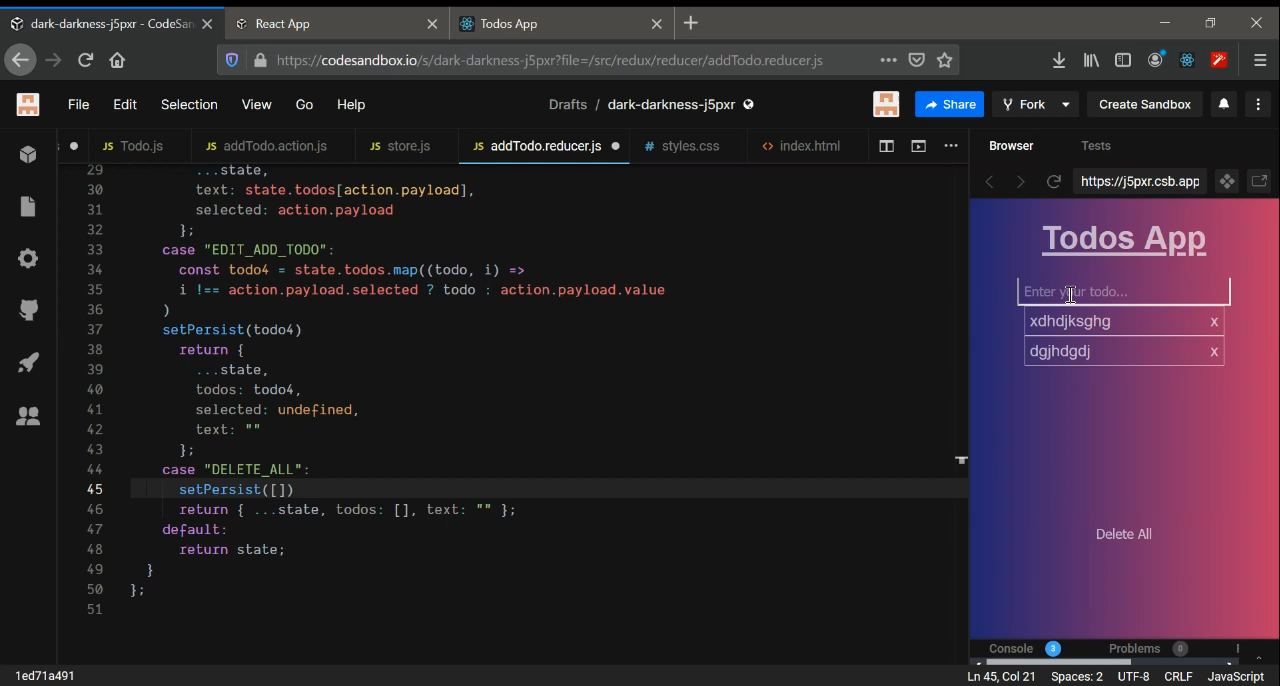 dark-darkness-j5pxr - CodeSan
React App
Todos App
https://codesandbox.io/s/dark-darkness-j5pxr?file=/src/redux/reducer/addTodo.reducer.js
File Edit Selection View Go Help
Drafts / dark-darkness-j5pxr
Share
Fork
Create Sandbox
s
JS Todo.js
JS addTodo.action.js
JS store.js
JS addTodo.reducer.js
# styles.css
<> index.html
Browser
Tests
https://j5pxr.csb.app
29 ...state,
30 text: state.todos[action.payload],
31 selected: action.payload
32 };
33 case "EDIT_ADD_TODO":
34 const todo4 = state.todos.map((todo, i) =>
35 i !== action.payload.selected ? todo : action.payload.value
36 )
37 setPersist(todo4)
38 return {
39 ...state,
40 todos: todo4,
41 selected: undefined,
42 text: ""
43 };
44 case "DELETE_ALL":
45 setPersist([])
46 return { ...state, todos: [], text: "" };
47 default:
48 return state;
49 }
50 };
51
Todos App
Enter your todo...
xdhdjksghg x
dgjhdgdj x
Delete All
Console 3
Problems 0
1ed71a491
Ln 45, Col 21
Spaces: 2
UTF-8
CRLF
JavaScript